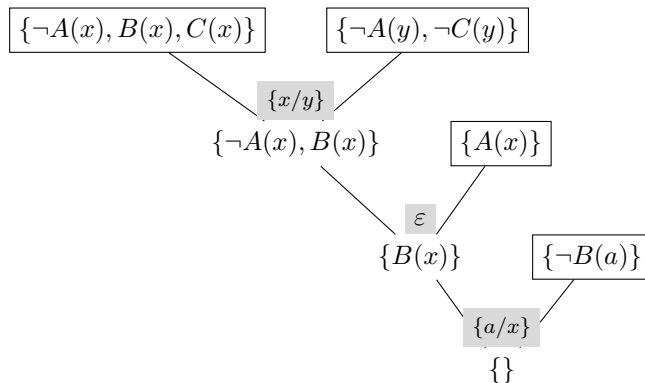 {¬A(x), B(x), C(x)} {¬A(y), ¬C(y)}
{x/y}
{¬A(x), B(x)} {A(x)}
ε
{B(x)} {¬B(a)}
{a/x}
{}